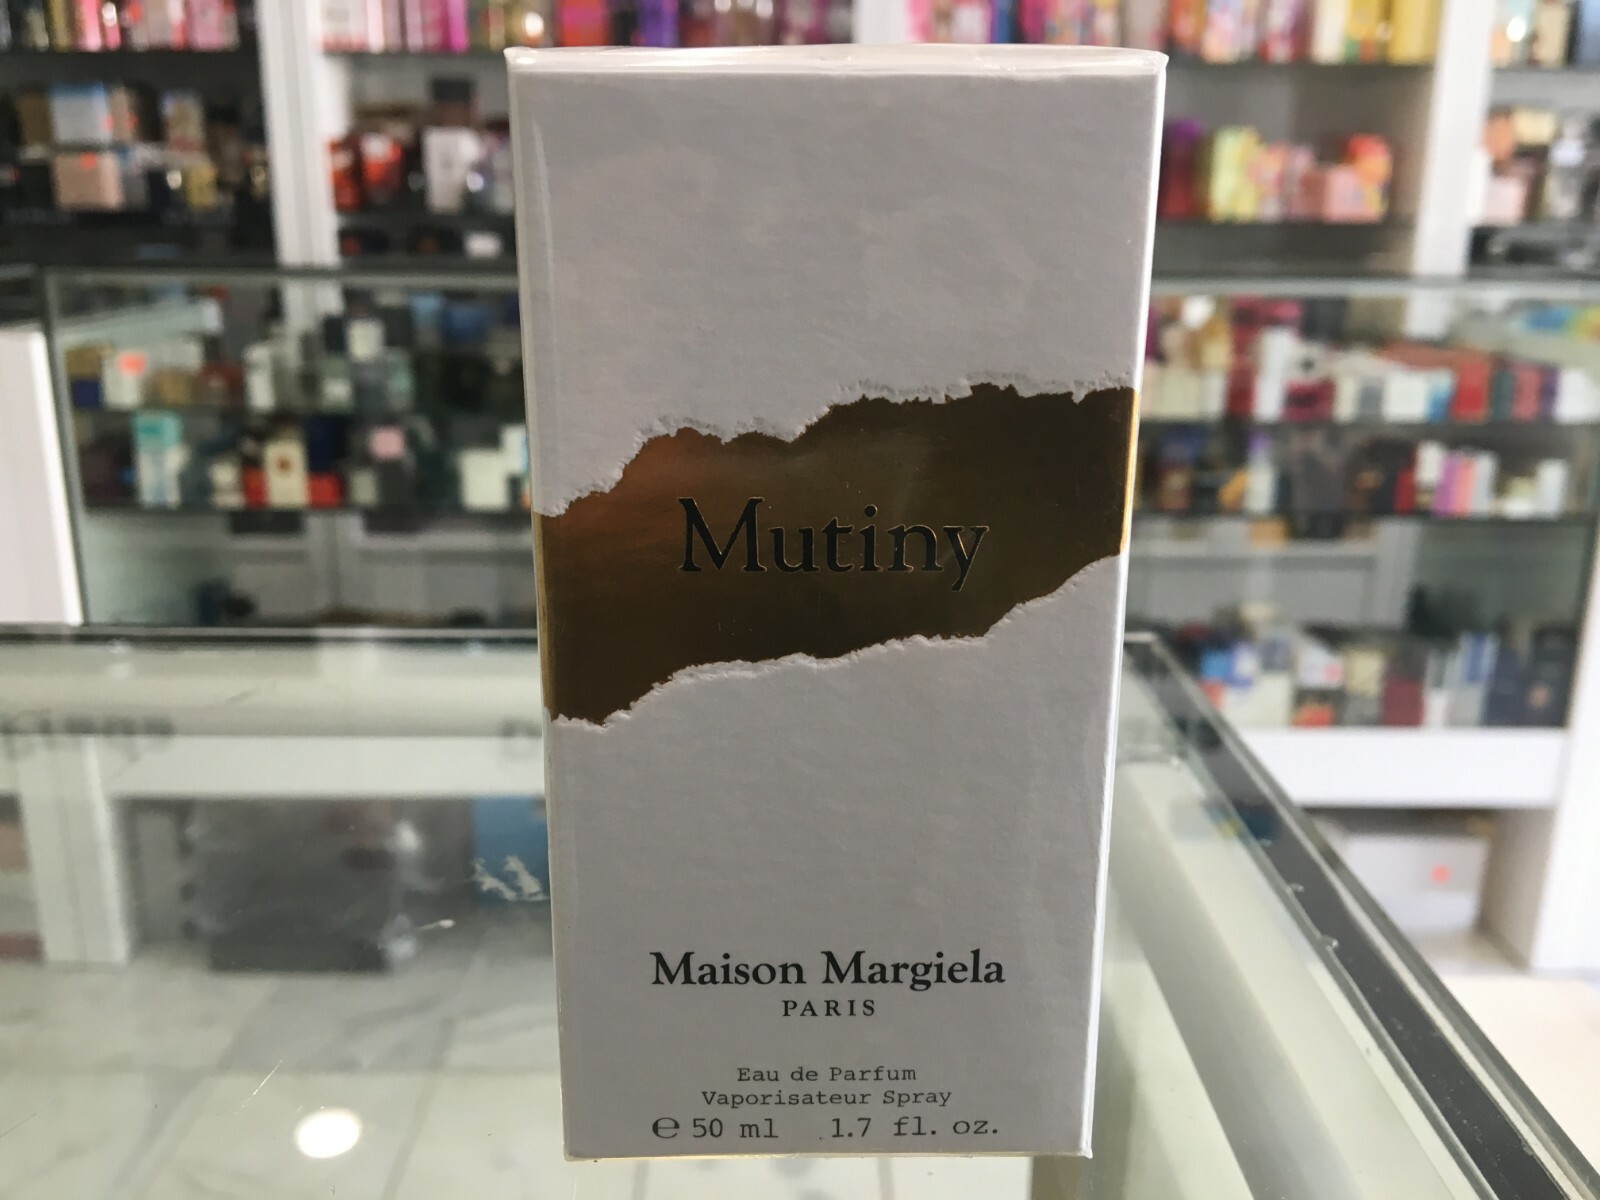 Mutiny
Maison Margiela
PARIS
Eau de Parfum
Vaporisateur Spray
℮ 50 ml 1.7 fl. oz.